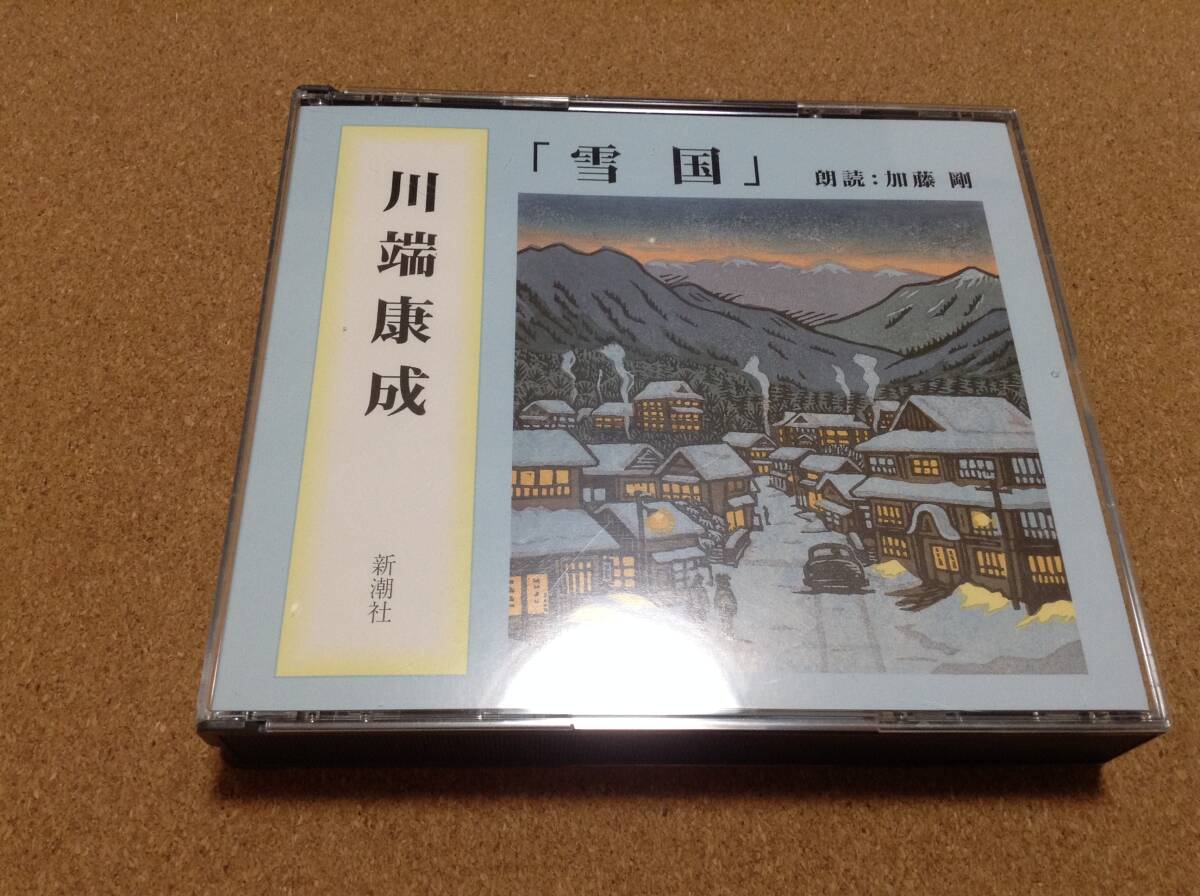 「雪国」
朗読：加藤 剛
川端康成
新潮社